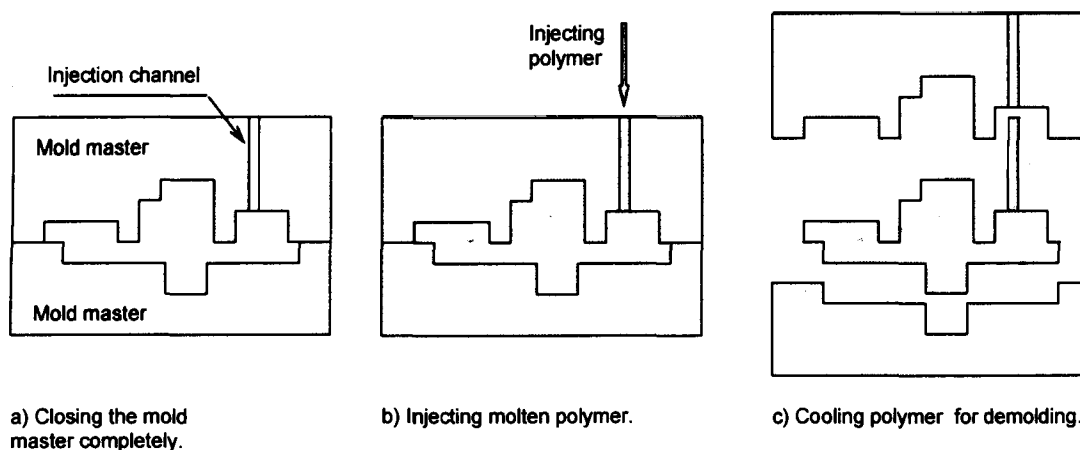 Injection channel
Mold master
Mold master
a) Closing the mold
master completely.
Injecting
polymer
b) Injecting molten polymer.
c) Cooling polymer for demolding.